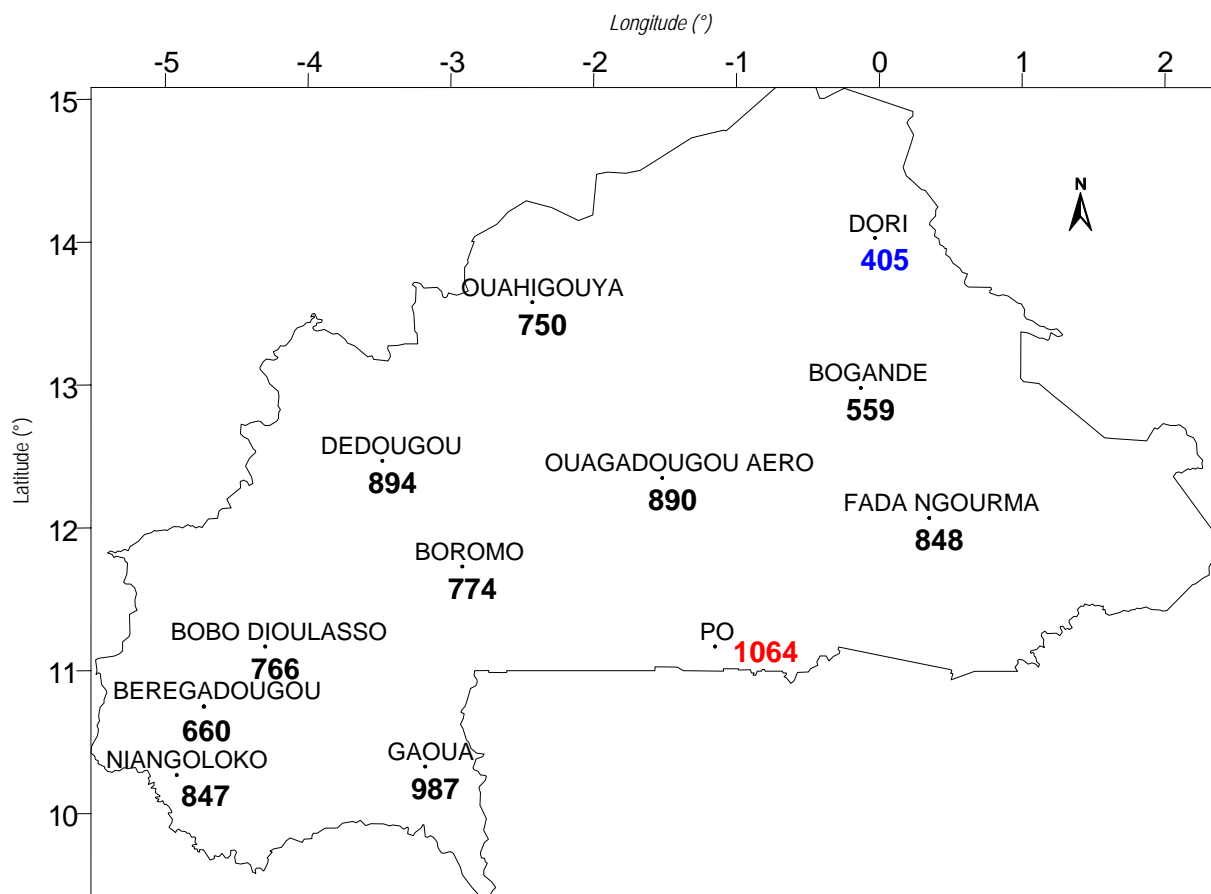 Longitude (°)
-5 -4 -3 -2 -1 0 1 2
15
N
DORI
14
405
OUAHIGOUYA
750
13
BOGANDE
559
DEDOUGOU
894
OUAGADOUGOU AERO
890
Latitude (°)
FADA NGOURMA
848
12
BOROMO
774
BOBO DIOULASSO
766
PO
1064
11
BEREGADOUGOU
660
NIANGOLOKO
847
GAOUA
987
10